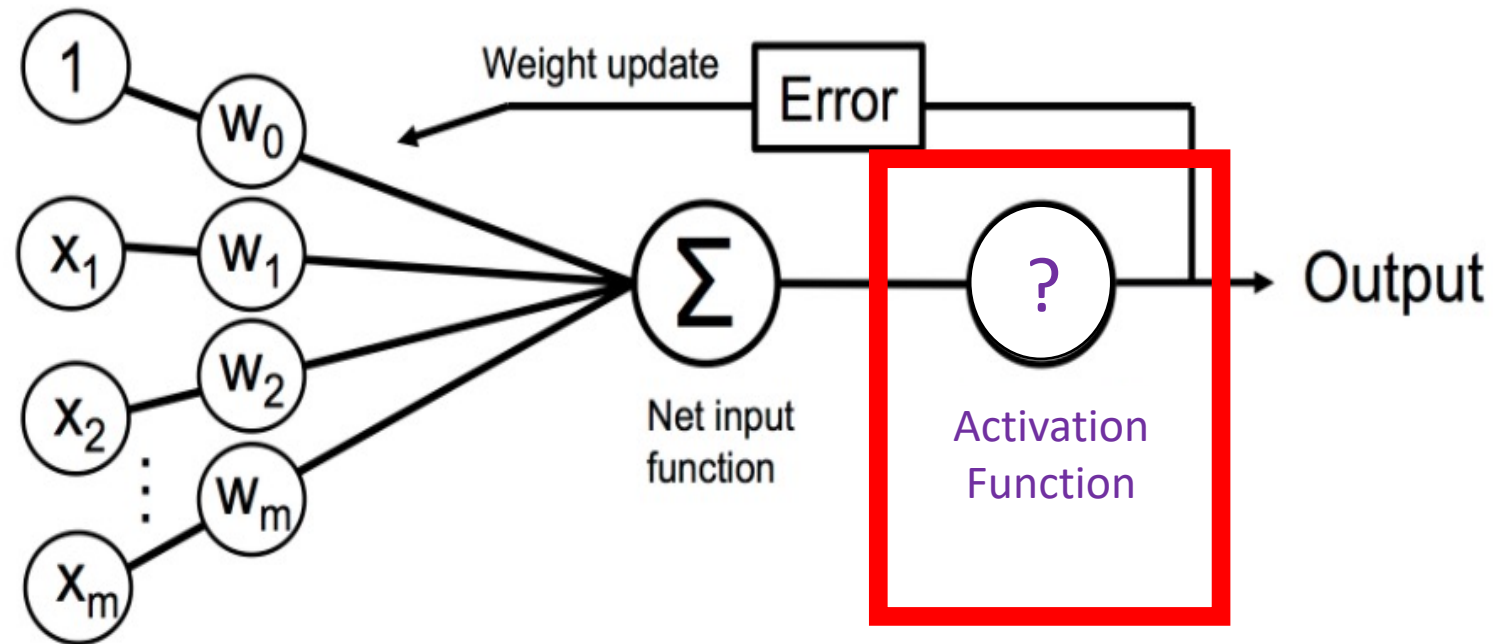 1
w₀
Weight update
Error
x₁
w₁
Σ
?
Output
x₂
w₂
Net input
function
Activation
Function
⋮
wₘ
xₘ